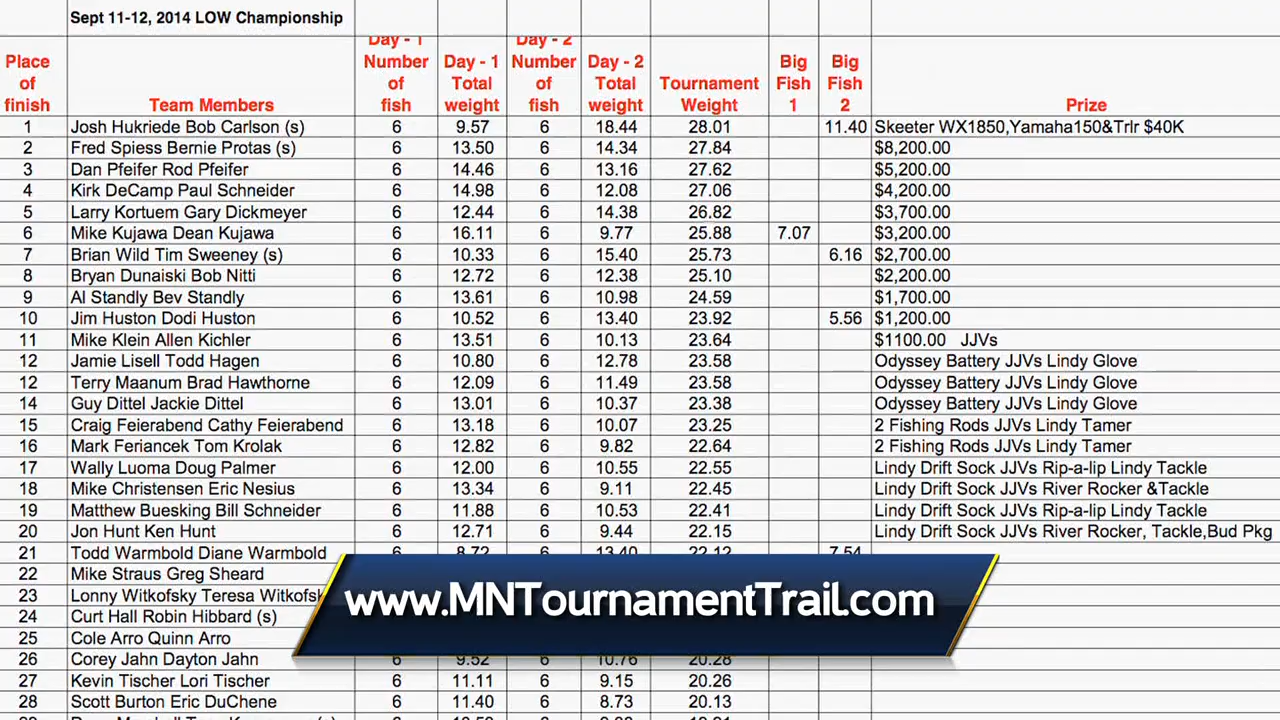 Sept 11-12, 2014 LOW Championship
Place of finish Team Members Day - 1 Number of fish Day - 1 Total weight Day - 2 Number of fish Day - 2 Total weight Tournament Weight Big Fish 1 Big Fish 2 Prize
1 Josh Hukriede Bob Carlson (s) 6 9.57 6 18.44 28.01 11.40 Skeeter WX1850,Yamaha150&Trlr $40K
2 Fred Spiess Bernie Protas (s) 6 13.50 6 14.34 27.84 $8,200.00
3 Dan Pfeifer Rod Pfeifer 6 14.46 6 13.16 27.62 $5,200.00
4 Kirk DeCamp Paul Schneider 6 14.98 6 12.08 27.06 $4,200.00
5 Larry Kortuem Gary Dickmeyer 6 12.44 6 14.38 26.82 $3,700.00
6 Mike Kujawa Dean Kujawa 6 16.11 6 9.77 25.88 7.07 $3,200.00
7 Brian Wild Tim Sweeney (s) 6 10.33 6 15.40 25.73 6.16 $2,700.00
8 Bryan Dunaiski Bob Nitti 6 12.72 6 12.38 25.10 $2,200.00
9 Al Standly Bev Standly 6 13.61 6 10.98 24.59 $1,700.00
10 Jim Huston Dodi Huston 6 10.52 6 13.40 23.92 5.56 $1,200.00
11 Mike Klein Allen Kichler 6 13.51 6 10.13 23.64 $1100.00 JJVs
12 Jamie Lisell Todd Hagen 6 10.80 6 12.78 23.58 Odyssey Battery JJVs Lindy Glove
12 Terry Maanum Brad Hawthorne 6 12.09 6 11.49 23.58 Odyssey Battery JJVs Lindy Glove
14 Guy Dittel Jackie Dittel 6 13.01 6 10.37 23.38 Odyssey Battery JJVs Lindy Glove
15 Craig Feierabend Cathy Feierabend 6 13.18 6 10.07 23.25 2 Fishing Rods JJVs Lindy Tamer
16 Mark Feriancek Tom Krolak 6 12.82 6 9.82 22.64 2 Fishing Rods JJVs Lindy Tamer
17 Wally Luoma Doug Palmer 6 12.00 6 10.55 22.55 Lindy Drift Sock JJVs Rip-a-lip Lindy Tackle
18 Mike Christensen Eric Nesius 6 13.34 6 9.11 22.45 Lindy Drift Sock JJVs River Rocker &Tackle
19 Matthew Buesking Bill Schneider 6 11.88 6 10.53 22.41 Lindy Drift Sock JJVs Rip-a-lip Lindy Tackle
20 Jon Hunt Ken Hunt 6 12.71 6 9.44 22.15 Lindy Drift Sock JJVs River Rocker, Tackle,Bud Pkg
21 Todd Warmbold Diane Warmbold 6 8.72 6 13.40 22.12 7.54
22 Mike Straus Greg Sheard
23 Lonny Witkofsky Teresa
24 Curt Hall Robin Hibbard (s)
25 Cole Arro Quinn Arro
www.MNTournamentTrail.com
26 Corey Jahn Dayton Jahn 6 9.52 6 10.76 20.28
27 Kevin Tischer Lori Tischer 6 11.11 6 9.15 20.26
28 Scott Burton Eric DuChene 6 11.40 6 8.73 20.13